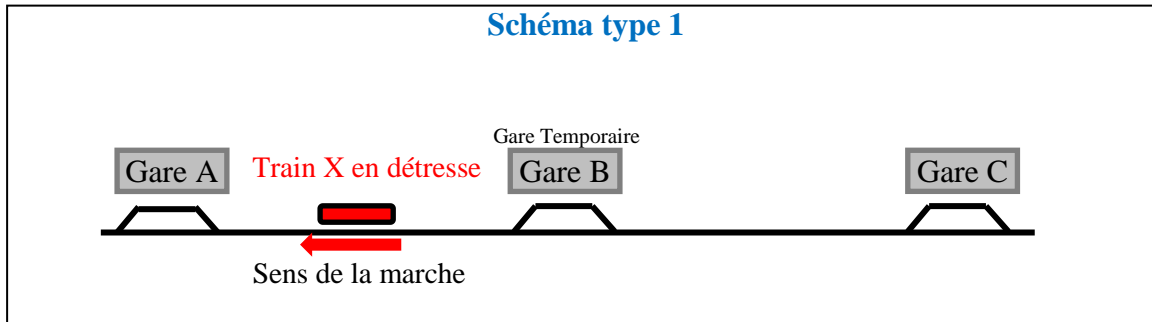 Schéma type 1
Gare Temporaire
Gare A
Train X en détresse
Gare B
Gare C
Sens de la marche